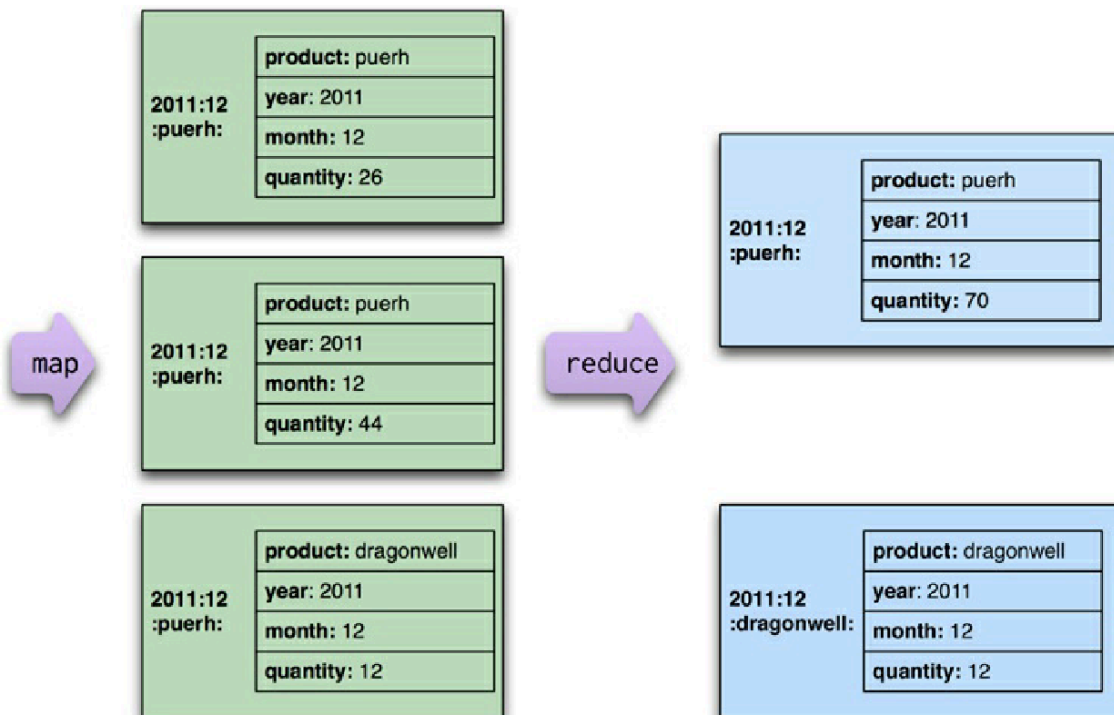 map
2011:12
:puerh:
product: puerh
year: 2011
month: 12
quantity: 26
2011:12
:puerh:
product: puerh
year: 2011
month: 12
quantity: 44
2011:12
:puerh:
product: dragonwell
year: 2011
month: 12
quantity: 12
reduce
2011:12
:puerh:
product: puerh
year: 2011
month: 12
quantity: 70
2011:12
:dragonwell:
product: dragonwell
year: 2011
month: 12
quantity: 12